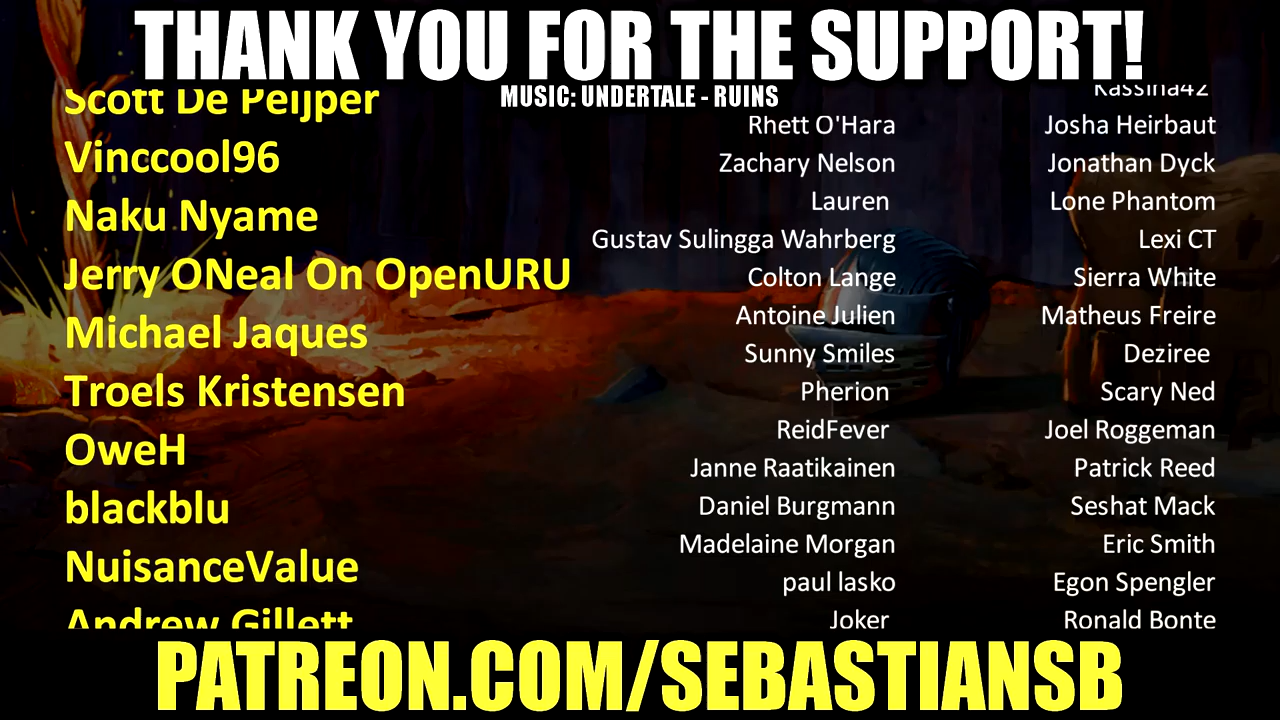 THANK YOU FOR THE SUPPORT!
MUSIC: UNDERTALE - RUINS
Scott De Peijper
Vinccool96
Naku Nyame
Jerry ONeal On OpenURU
Michael Jaques
Troels Kristensen
OweH
blackblu
NuisanceValue
Andrew Gillett
Rhett O'Hara
Zachary Nelson
Lauren
Gustav Sulingga Wahrberg
Colton Lange
Antoine Julien
Sunny Smiles
Pherion
ReidFever
Janne Raatikainen
Daniel Burgmann
Madelaine Morgan
paul lasko
Joker
Kassina42
Josha Heirbaut
Jonathan Dyck
Lone Phantom
Lexi CT
Sierra White
Matheus Freire
Deziree
Scary Ned
Joel Roggeman
Patrick Reed
Seshat Mack
Eric Smith
Egon Spengler
Ronald Bonte
PATREON.COM/SEBASTIANSB